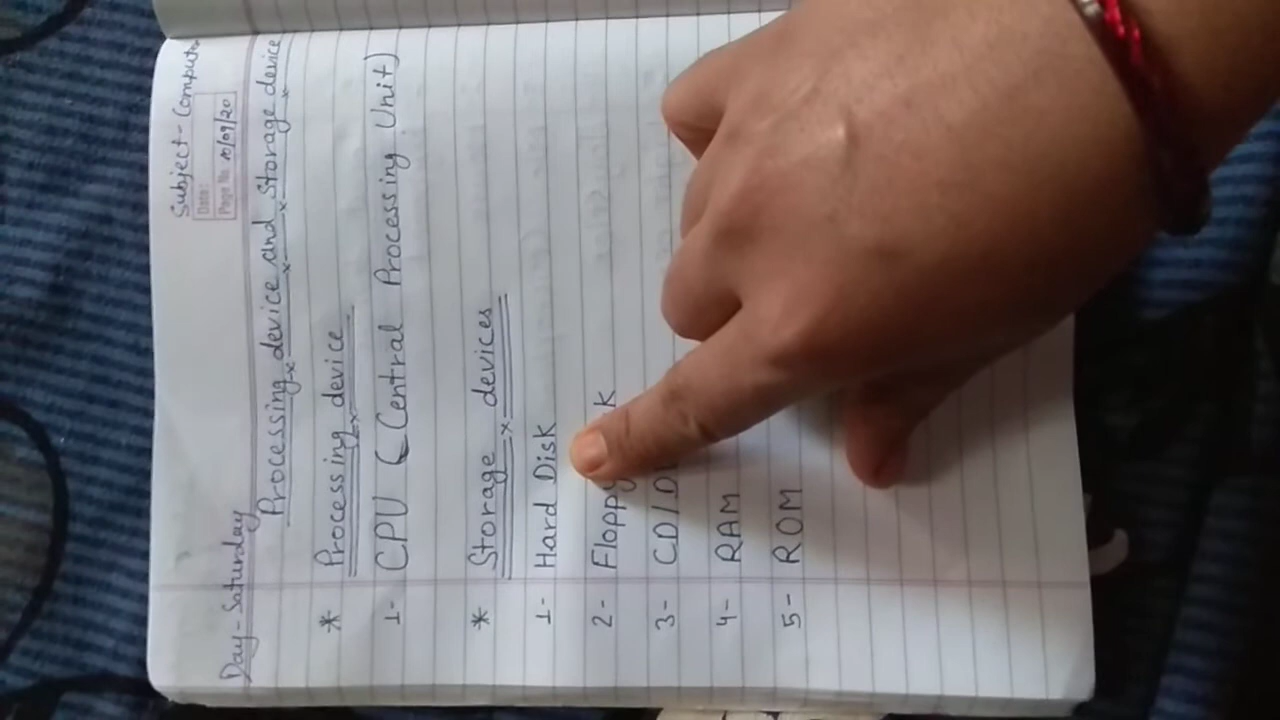 Subject - Computer
Date:
Page No. 10/09/20
Day - Saturday
Processing device and Storage device
* Processing device
1- CPU (Central Processing Unit)
* Storage devices
1- Hard Disk
2- Floppy
3- CD/D
4- RAM
5- ROM